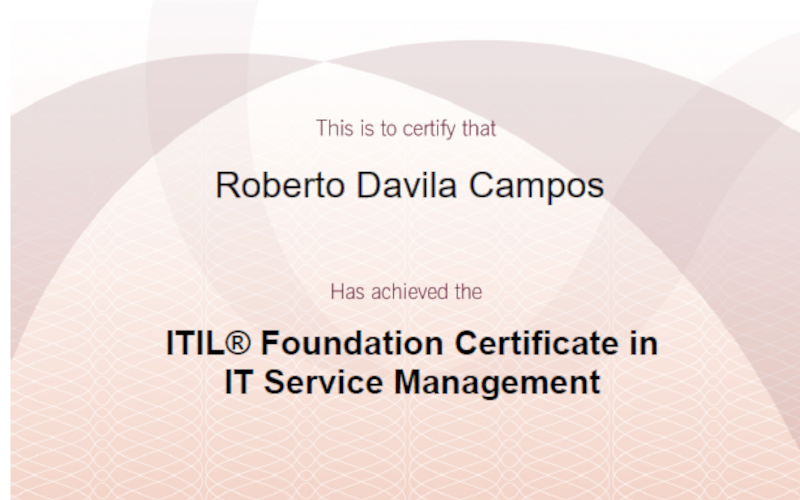 This is to certify that
Roberto Davila Campos
Has achieved the
ITIL® Foundation Certificate in
IT Service Management